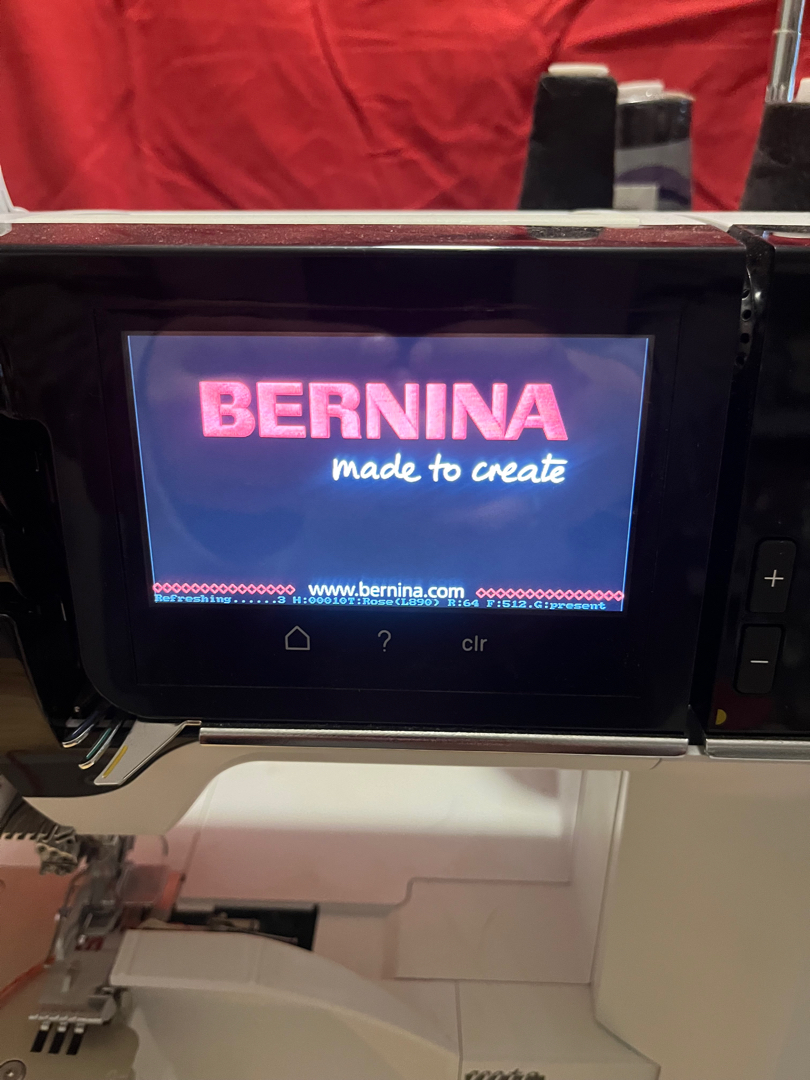 BERNINA
made to create
www.bernina.com
Refreshing......3 H:00010T:Rose(L890) R:64 F:512.G:present
? clr
+
−